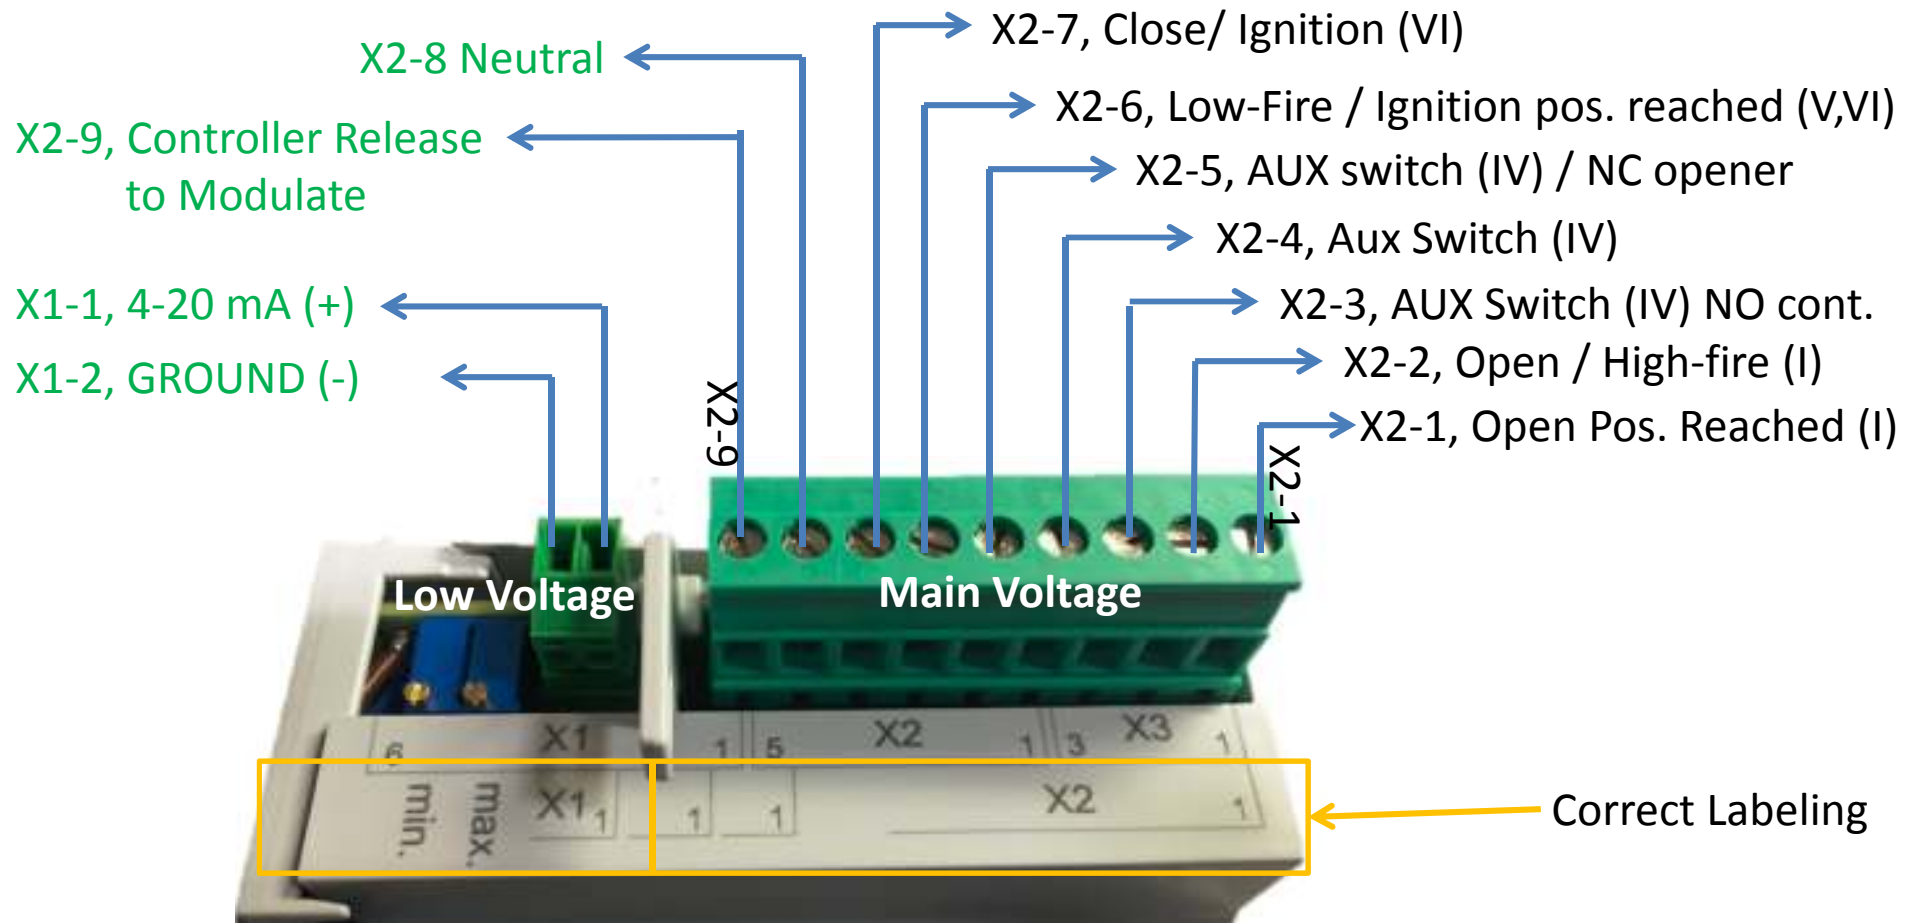 X2-7, Close/ Ignition (VI)
X2-8 Neutral
X2-6, Low-Fire / Ignition pos. reached (V,VI)
X2-9, Controller Release
to Modulate
X2-5, AUX switch (IV) / NC opener
X2-4, Aux Switch (IV)
X1-1, 4-20 mA (+)
X2-3, AUX Switch (IV) NO cont.
X1-2, GROUND (-)
X2-2, Open / High-fire (I)
X2-9
X2-1, Open Pos. Reached (I)
X2-1
Low Voltage
Main Voltage
6 X1 1 5 X2 1 3 X3 1
min. max. X1 1 1 1 X2 1
Correct Labeling